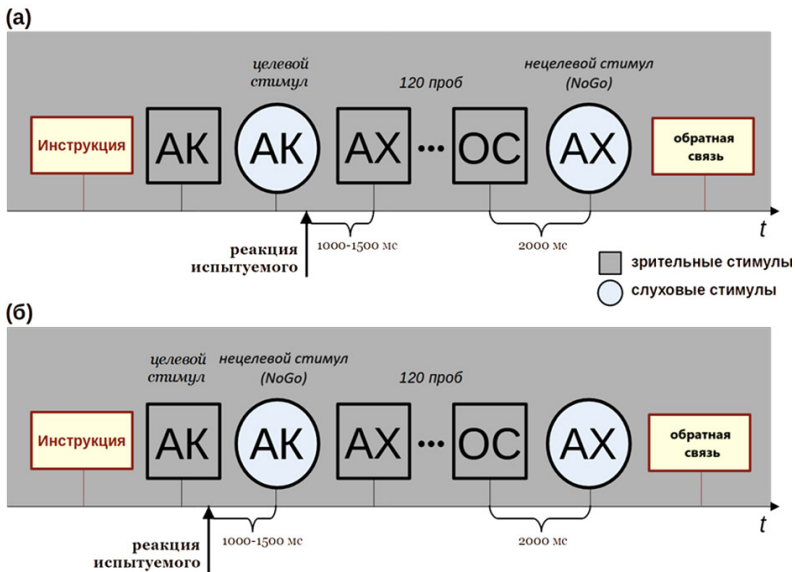 (а)
целевой
стимул
120 проб
нецелевой стимул
(NoGo)
Инструкция
АК
АК
АХ
•••
ОС
АХ
обратная
связь
t
1000-1500 мс
2000 мс
реакция
испытуемого
зрительные стимулы
слуховые стимулы
(б)
целевой
стимул
нецелевой стимул
(NoGo)
120 проб
Инструкция
АК
АК
АХ
•••
ОС
АХ
обратная
связь
t
1000-1500 мс
2000 мс
реакция
испытуемого